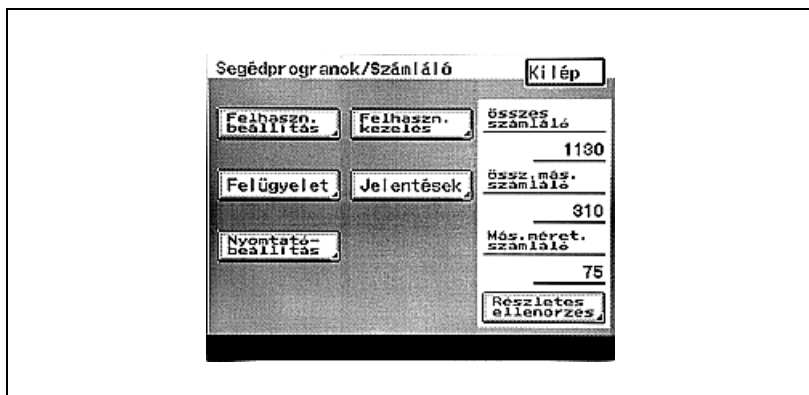 Segédprogranok/Számláló
Kilép
Felhaszn.
beállítás
Felhaszn.
kezelés
Felügyelet
Jelentések
Nyomtató-
beállítás
összes
számláló
1130
össz.más.
számláló
310
Más.méret.
számláló
75
Részletes
ellenorzés